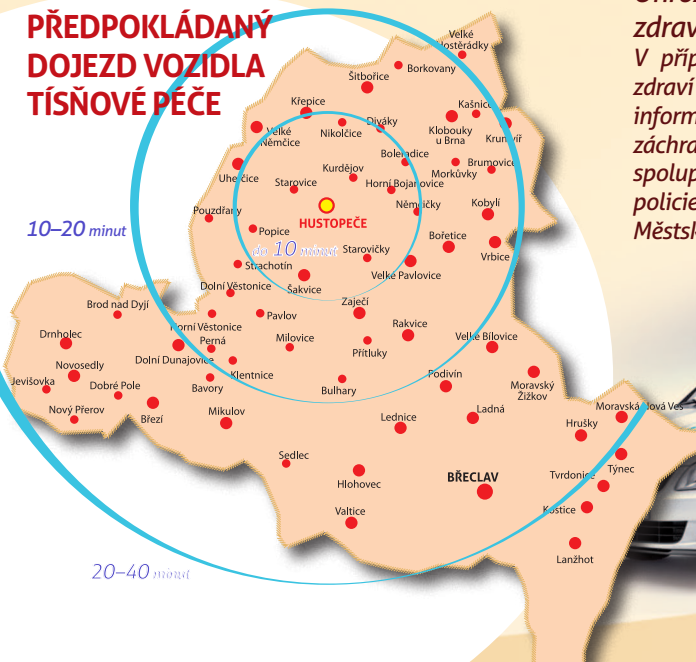 PŘEDPOKLÁDANÝ
DOJEZD VOZIDLA
TÍSŇOVÉ PÉČE
zdraví
V příp
zdraví
inform
záchra
spolup
policie
Městsk
Velké
Hostěrádky
Borkovany
Šitbořice
Křepice
Kašnice
Diváky
Nikolčice
Velké
Němčice
Klobouky
u Brna
Krumvíř
Boleradice
Morkůvky
Brumovice
Uherčice
Kurdějov
Starovice
Horní Bojanovice
Němčičky
Kobylí
Pouzdřany
HUSTOPEČE
10–20 minut
Popice
do 10 minut
Bořetice
Vrbice
Starovičky
Strachotín
Velké Pavlovice
Šakvice
Dolní Věstonice
Zaječí
Brod nad Dyjí
Pavlov
Horní Věstonice
Rakvice
Drnholec
Perná
Milovice
Velké Bílovice
Přítluky
Dolní Dunajovice
Novosedly
Klentnice
Podivín
Jevišovka
Dobré Pole
Bavory
Bulhary
Moravský
Žižkov
Nový Přerov
Březí
Mikulov
Ladná
Moravská Nová Ves
Lednice
Hrušky
Sedlec
Týnec
Hlohovec
BŘECLAV
Tvrdonice
Valtice
Kostice
Lanžhot
20–40 minut